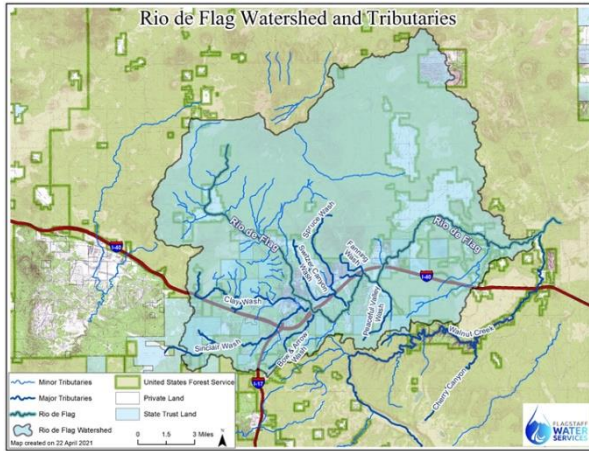 Rio de Flag Watershed and Tributaries
I-40
Rio de Flag
Spruce Wash
Switzer Canyon
Wash
Fanning
Wash
Rio de Flag
I-40
Clay Wash
Peaceful Valley
Wash
Sinclair Wash
Bow & Arrow
Wash
Walnut Creek
Cherry Canyon
I-17
Minor Tributaries
Major Tributaries
Rio de Flag
Rio de Flag Watershed
United States Forest Service
Private Land
State Trust Land
Map created on 22 April 2021
0 1.5 3 Miles
N
FLAGSTAFF
WATER
SERVICES